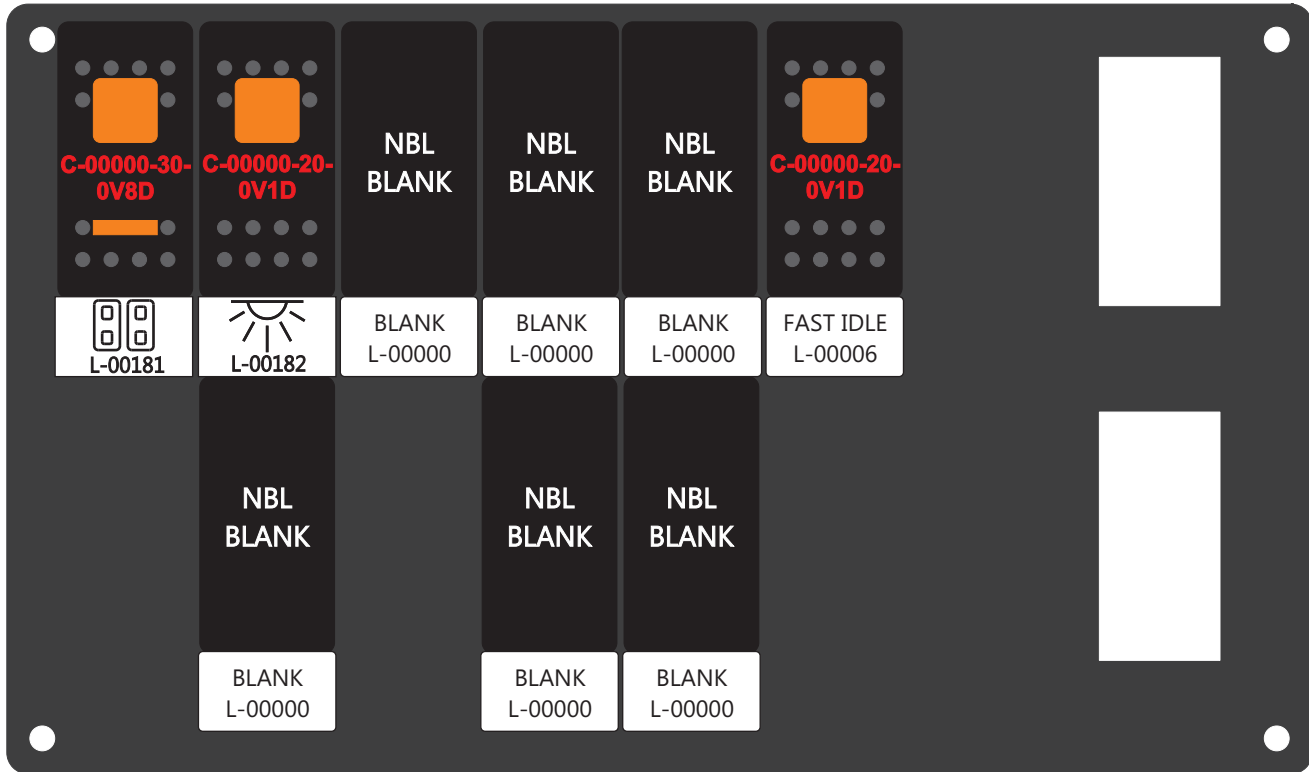 C-00000-30-
0V8D
C-00000-20-
0V1D
NBL
BLANK
NBL
BLANK
NBL
BLANK
C-00000-20-
0V1D
L-00181
L-00182
BLANK
L-00000
BLANK
L-00000
BLANK
L-00000
FAST IDLE
L-00006
NBL
BLANK
NBL
BLANK
NBL
BLANK
BLANK
L-00000
BLANK
L-00000
BLANK
L-00000